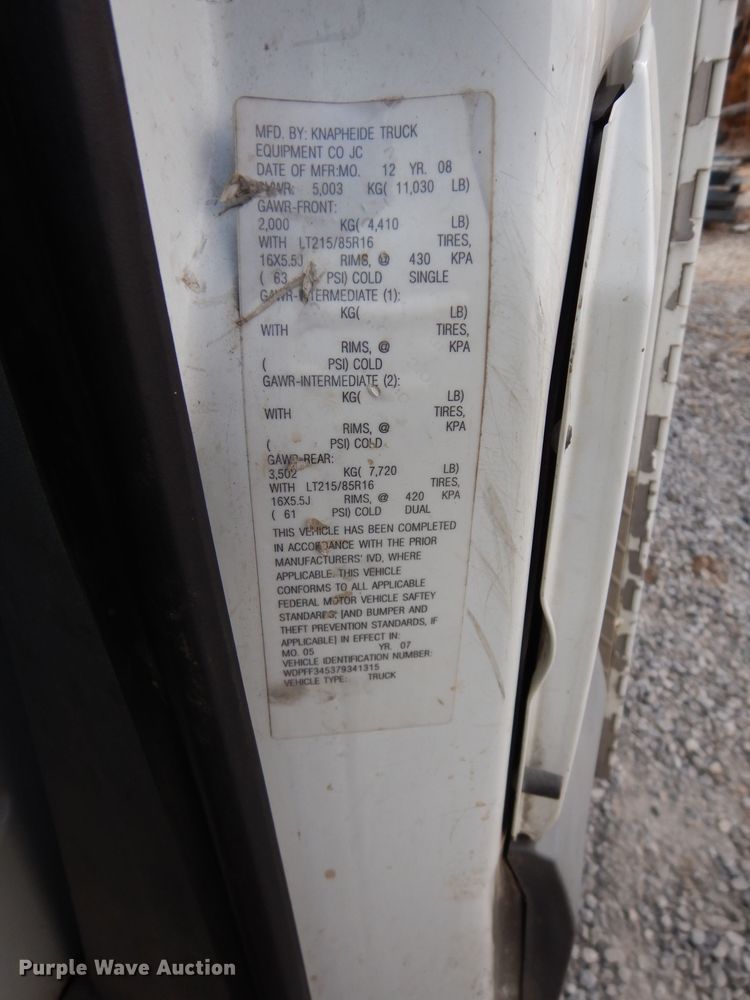 MFD. BY: KNAPHEIDE TRUCK
EQUIPMENT CO JC
DATE OF MFR:MO. 12 YR. 08
GVWR: 5,003 KG( 11,030 LB)
GAWR-FRONT:
2,000 KG( 4,410 LB)
WITH LT215/85R16 TIRES,
16X5.5J RIMS, @ 430 KPA
( 63 PSI) COLD SINGLE
GAWR-INTERMEDIATE (1):
KG( LB)
WITH TIRES,
RIMS, @ KPA
( PSI) COLD
GAWR-INTERMEDIATE (2):
KG( LB)
WITH TIRES,
RIMS, @ KPA
( PSI) COLD
GAWR-REAR:
3,502 KG( 7,720 LB)
WITH LT215/85R16 TIRES,
16X5.5J RIMS, @ 420 KPA
( 61 PSI) COLD DUAL
THIS VEHICLE HAS BEEN COMPLETED
IN ACCORDANCE WITH THE PRIOR
MANUFACTURERS' IVD, WHERE
APPLICABLE. THIS VEHICLE
CONFORMS TO ALL APPLICABLE
FEDERAL MOTOR VEHICLE SAFTEY
STANDARDS, [AND BUMPER AND
THEFT PREVENTION STANDARDS, IF
APPLICABLE] IN EFFECT IN:
MO. 05 YR. 07
VEHICLE IDENTIFICATION NUMBER:
WDPFF345379341315
VEHICLE TYPE: TRUCK
Purple Wave Auction